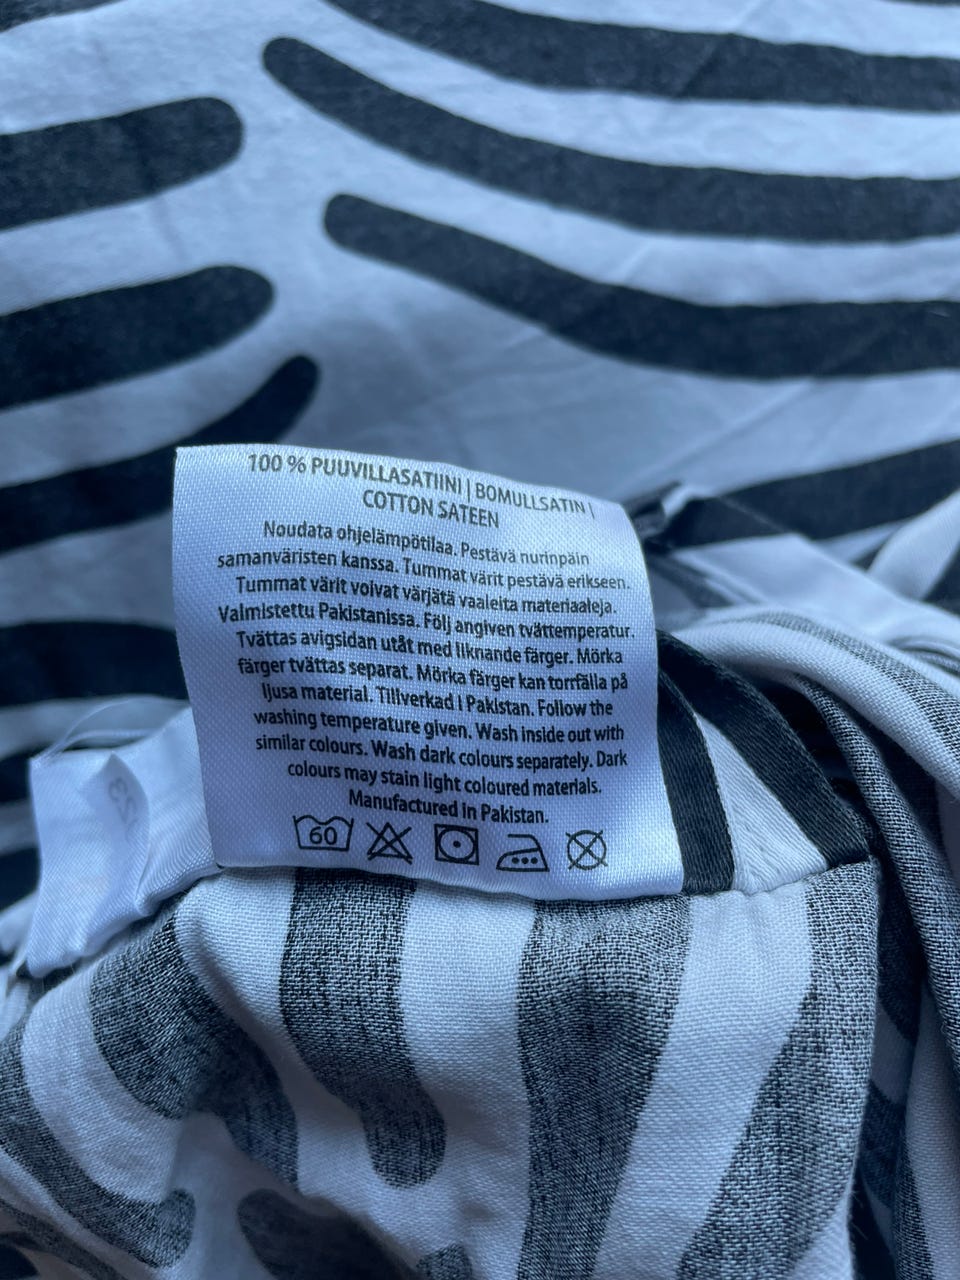 100 % PUUVILLASATIINI | BOMULLSATIN |
COTTON SATEEN
Noudata ohjelämpötilaa. Pestävä nurinpäin
samanväristen kanssa. Tummat värit pestävä erikseen.
Tummat värit voivat värjätä vaaleita materiaaleja.
Valmistettu Pakistanissa. Följ angiven tvättemperatur.
Tvättas avigsidan utåt med liknande färger. Mörka
färger tvättas separat. Mörka färger kan torrfälla på
ljusa material. Tillverkad i Pakistan. Follow the
washing temperature given. Wash inside out with
similar colours. Wash dark colours separately. Dark
colours may stain light coloured materials.
Manufactured in Pakistan.
60